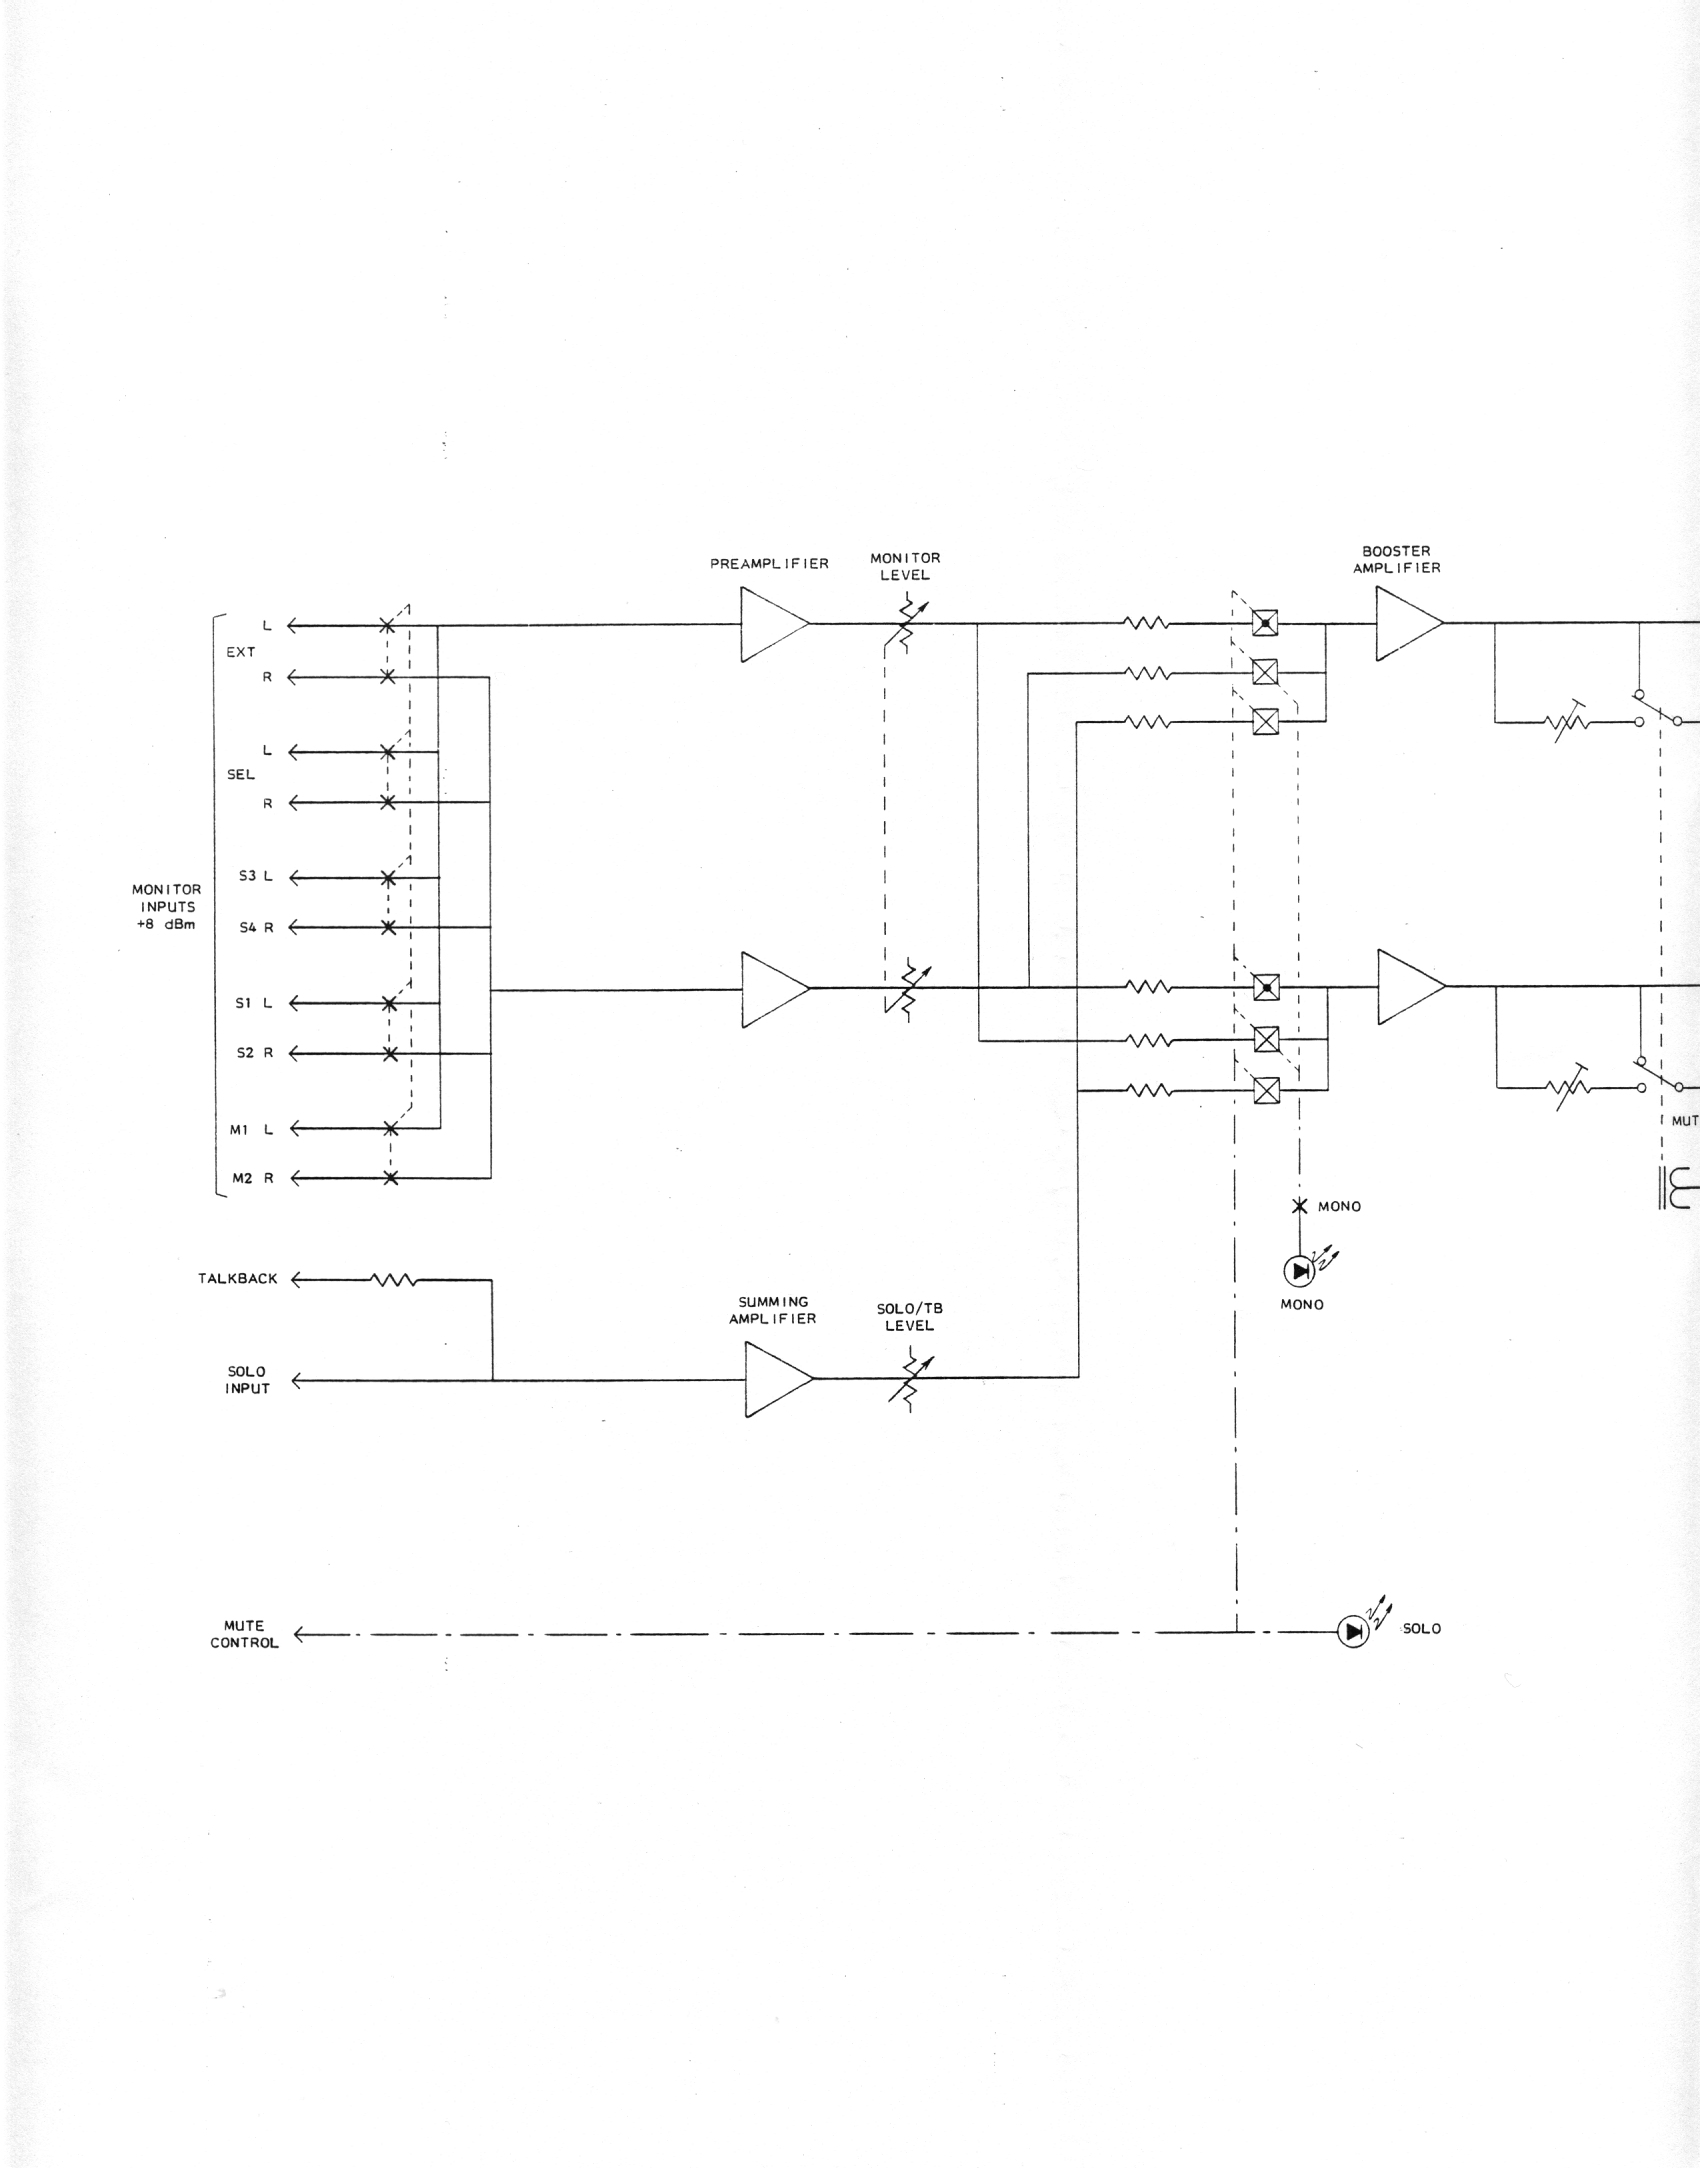 BOOSTER
AMPLIFIER
PREAMPLIFIER
MONITOR
LEVEL
L
EXT
R
L
SEL
R
S3 L
MONITOR
INPUTS
+8 dBm
S4 R
S1 L
S2 R
M1 L
M2 R
MUT
MONO
MONO
TALKBACK
SUMMING
AMPLIFIER
SOLO/TB
LEVEL
SOLO
INPUT
MUTE
CONTROL
SOLO